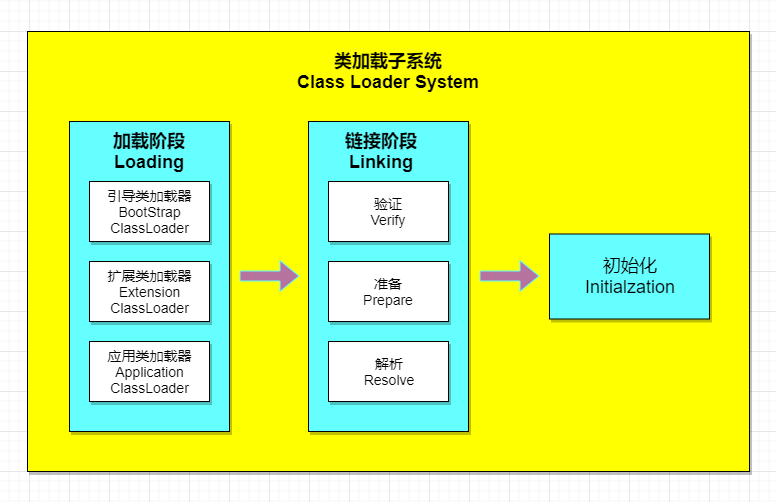 类加载子系统
Class Loader System
加载阶段
Loading
引导类加载器
BootStrap
ClassLoader
扩展类加载器
Extension
ClassLoader
应用类加载器
Application
ClassLoader
链接阶段
Linking
验证
Verify
准备
Prepare
解析
Resolve
初始化
Initialzation